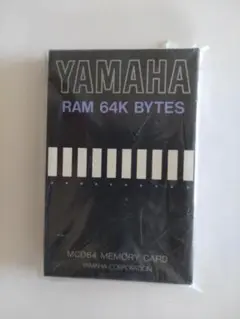 YAMAHA
RAM 64K BYTES
MCD64 MEMORY CARD
YAMAHA CORPORATION